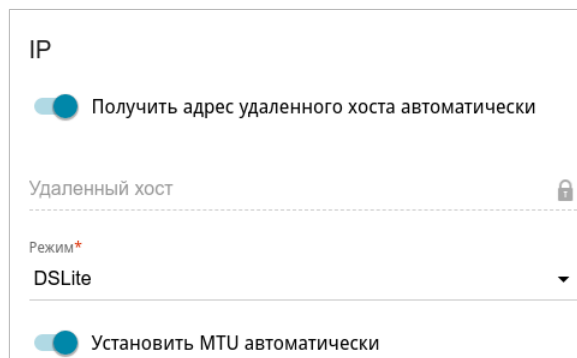 IP
Получить адрес удаленного хоста автоматически
Удаленный хост
Режим*
DSLite
Установить MTU автоматически